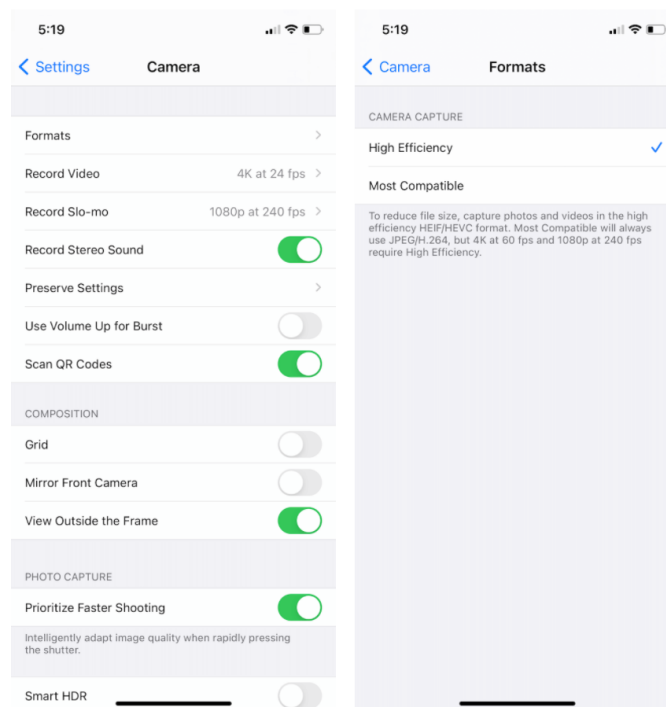 5:19
Settings
Camera
Formats
Record Video
4K at 24 fps
Record Slo-mo
1080p at 240 fps
Record Stereo Sound
Preserve Settings
Use Volume Up for Burst
Scan QR Codes
COMPOSITION
Grid
Mirror Front Camera
View Outside the Frame
PHOTO CAPTURE
Prioritize Faster Shooting
Intelligently adapt image quality when rapidly pressing
the shutter.
Smart HDR
5:19
Camera
Formats
CAMERA CAPTURE
High Efficiency
Most Compatible
To reduce file size, capture photos and videos in the high
efficiency HEIF/HEVC format. Most Compatible will always
use JPEG/H.264, but 4K at 60 fps and 1080p at 240 fps
require High Efficiency.